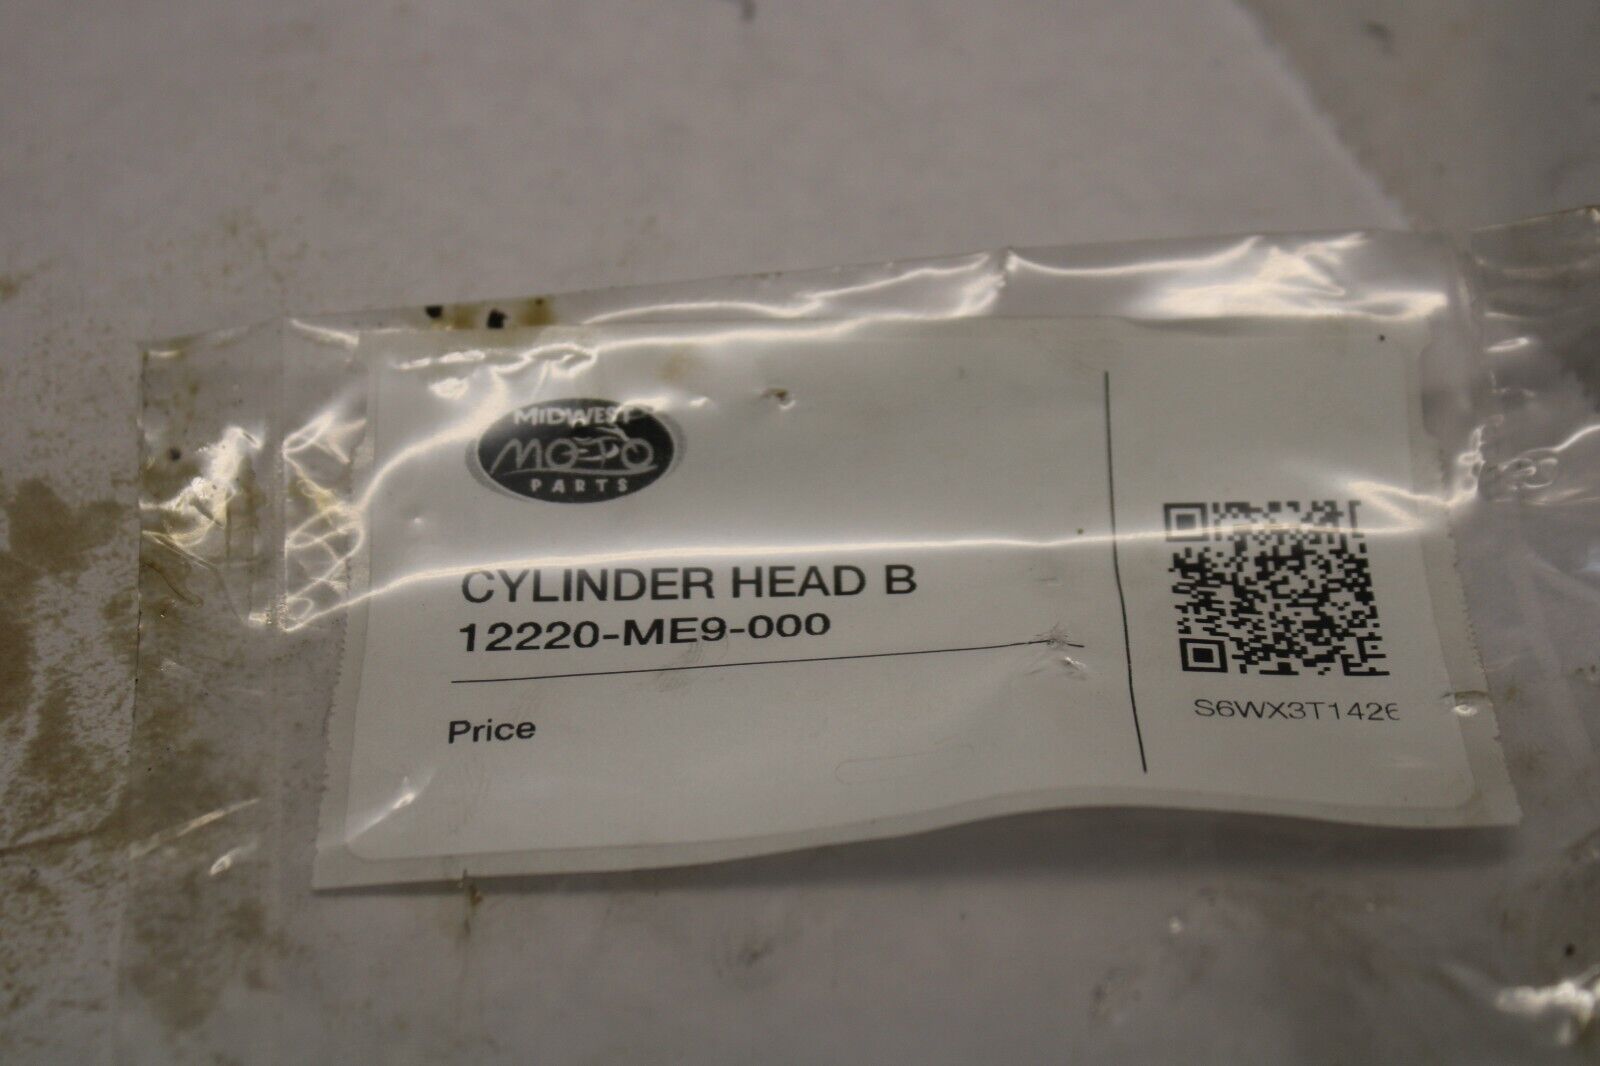 MIDWEST
MOTO
PARTS
CYLINDER HEAD B
12220-ME9-000
Price
S6WX3T1426